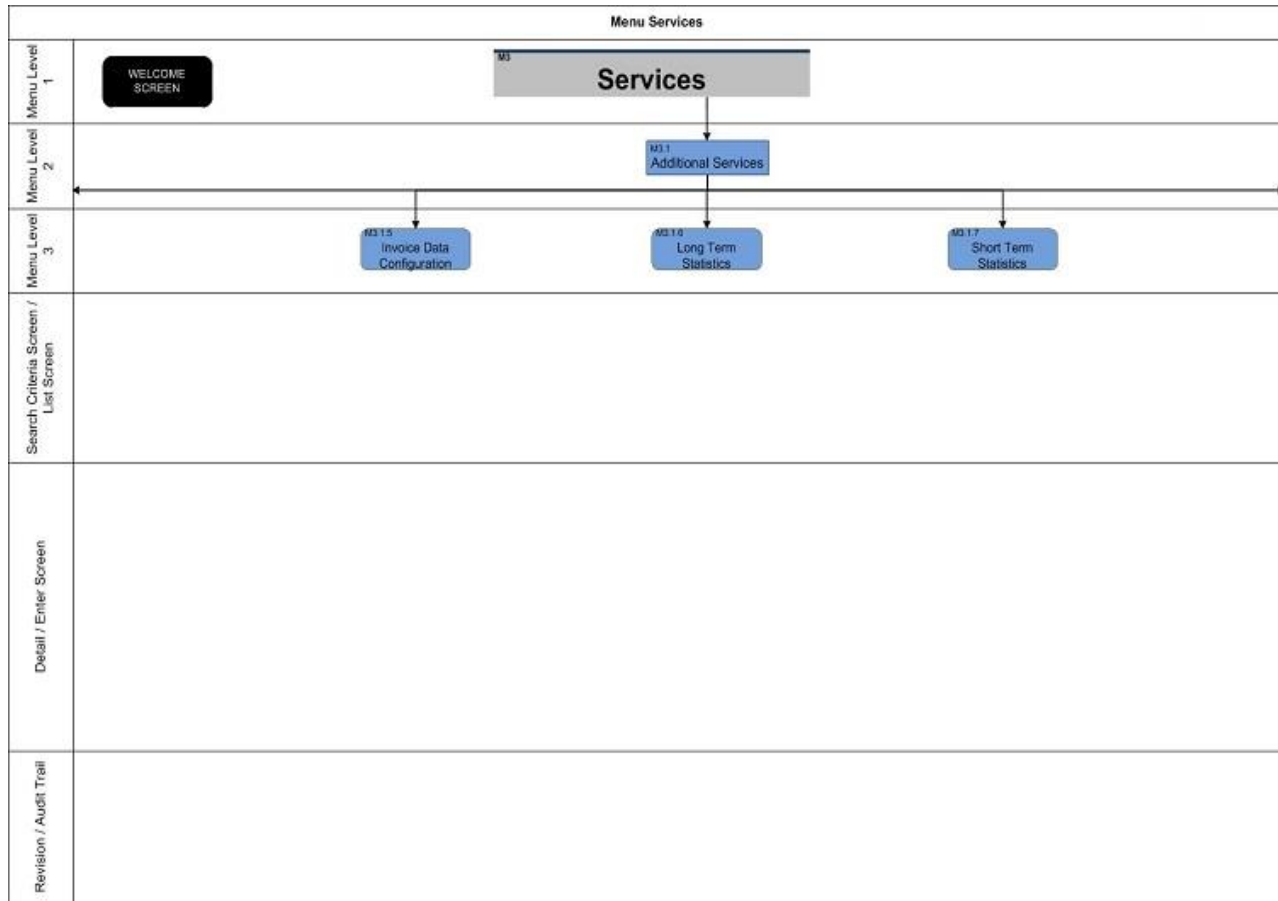 Menu Services
Menu Level
1
WELCOME
SCREEN
M3
Services
Menu Level
2
M3.1
Additional Services
Menu Level
3
M3.1.5
Invoice Data
Configuration
M3.1.6
Long Term
Statistics
M3.1.7
Short Term
Statistics
Search Criteria Screen /
List Screen
Detail / Enter Screen
Revision / Audit Trail